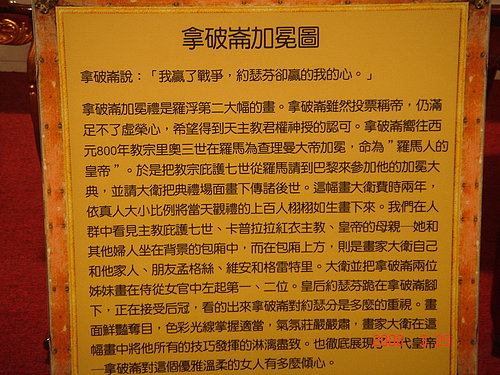 拿破崙加冕圖
拿破崙說：「我贏了戰爭，約瑟芬卻贏的我的心。」
拿破崙加冕禮是羅浮第二大幅的畫。拿破崙雖然投票稱帝，仍滿
足不了虛榮心，希望得到天主教君權神授的認可。拿破崙嚮往西
元800年教宗里奧三世在羅馬為查理曼大帝加冕，命為〞羅馬人的
皇帝〞。於是把教宗庇護七世從羅馬請到巴黎來參加他的加冕大
典，並請大衛把典禮場面畫下傳諸後世。這幅畫大衛費時兩年，
依真人大小比例將當天觀禮的上百人栩栩如生畫下來。我們在人
群中看見主教庇護七世、卡普拉拉紅衣主教、皇帝的母親—她和
其他婦人坐在背景的包廂中，而在包廂上方，則是畫家大衛自己
和他家人、朋友孟格絲、維安和格雷特里。大衛並把拿破崙兩位
姊妹畫在侍從女官中左起第一、二位。皇后約瑟芬跪在拿破崙腳
下，正在接受后冠，看的出來拿破崙對約瑟分是多麼的重視。畫
面鮮豔奪目，色彩光線掌握適當，氣氛莊嚴嚴肅，畫家大衛在這
幅畫中將他所有的技巧發揮的淋漓盡致。也徹底展現了一代皇帝
—拿破崙對這個優雅溫柔的女人有多麼傾心。